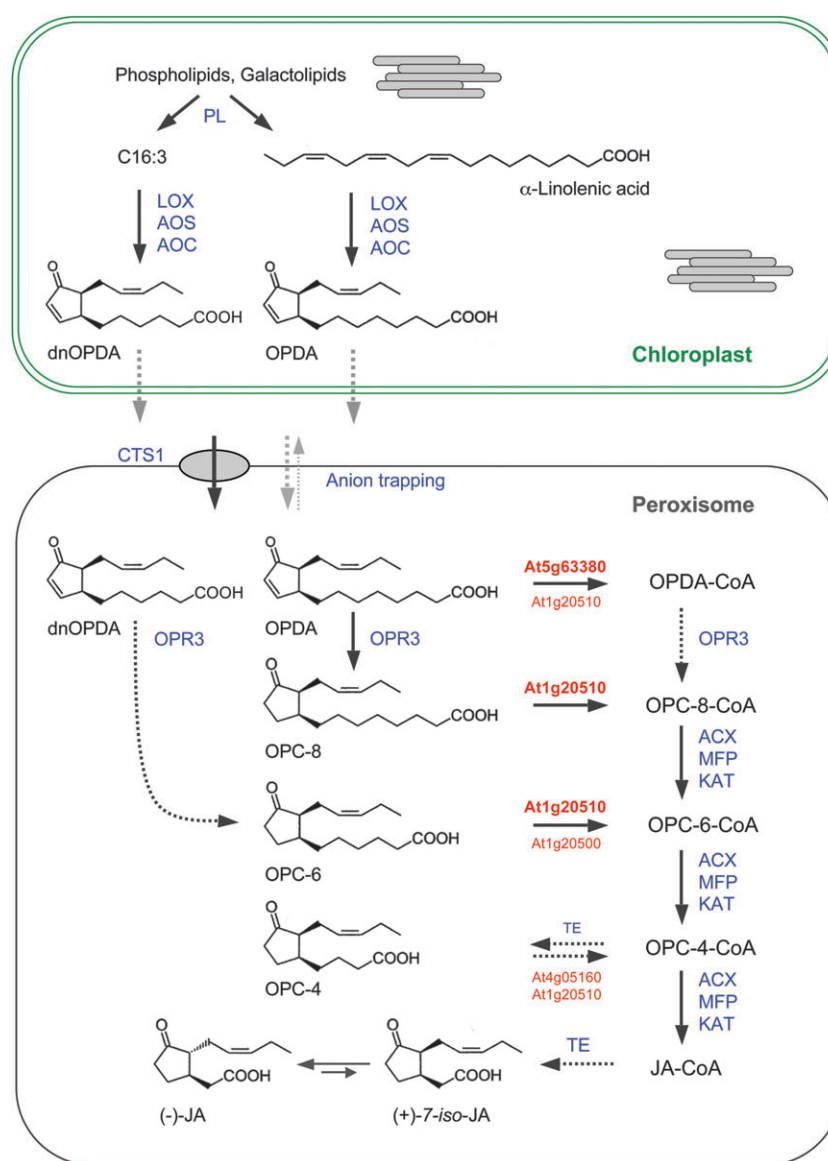 Phospholipids, Galactolipids
PL
C16:3
COOH
α-Linolenic acid
LOX
AOS
AOC
LOX
AOS
AOC
O
COOH
dnOPDA
O
COOH
OPDA
Chloroplast
CTS1
Anion trapping
Peroxisome
O
COOH
dnOPDA
O
COOH
OPDA
At5g63380
At1g20510
OPDA-CoA
OPR3
OPR3
OPR3
O
COOH
OPC-8
At1g20510
OPC-8-CoA
ACX
MFP
KAT
O
COOH
OPC-6
At1g20510
At1g20500
OPC-6-CoA
ACX
MFP
KAT
O
COOH
OPC-4
TE
At4g05160
At1g20510
OPC-4-CoA
ACX
MFP
KAT
O
COOH
(-)-JA
O
COOH
(+)-7-iso-JA
TE
JA-CoA